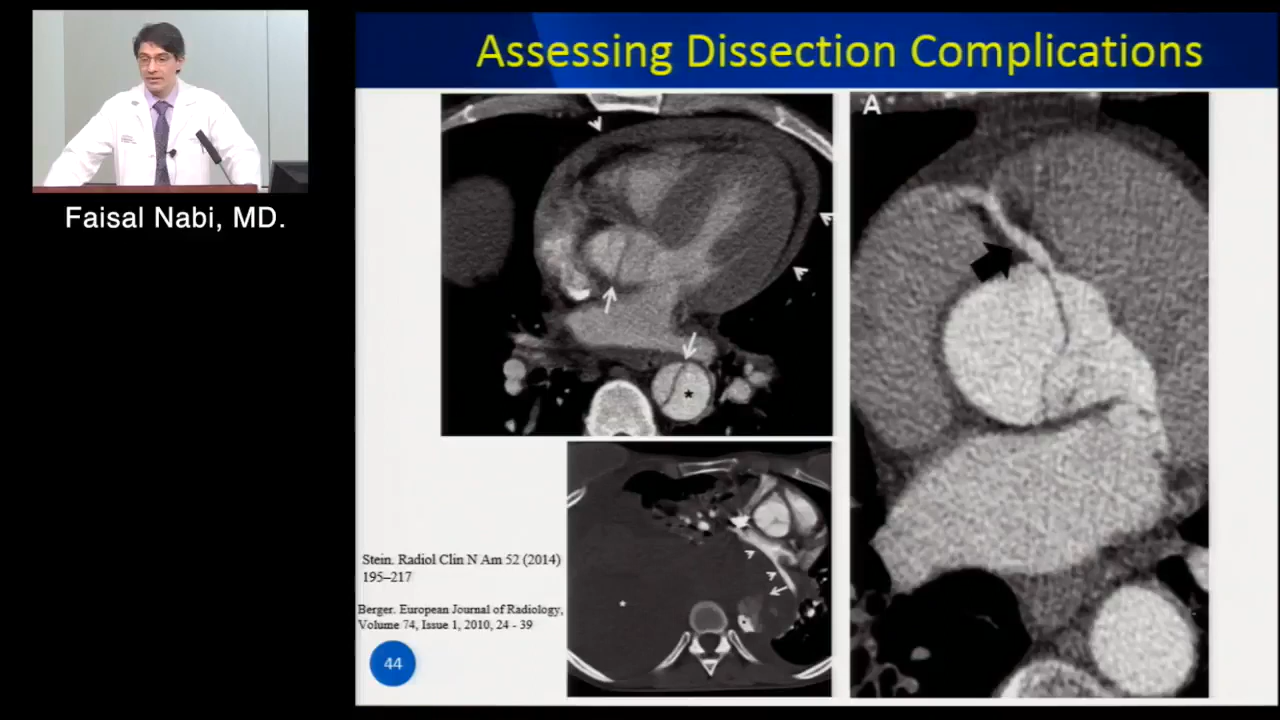 Assessing Dissection Complications
A
Faisal Nabi, MD.
*
*
Stein. Radiol Clin N Am 52 (2014)
195–217
Berger. European Journal of Radiology,
Volume 74, Issue 1, 2010, 24 - 39
44